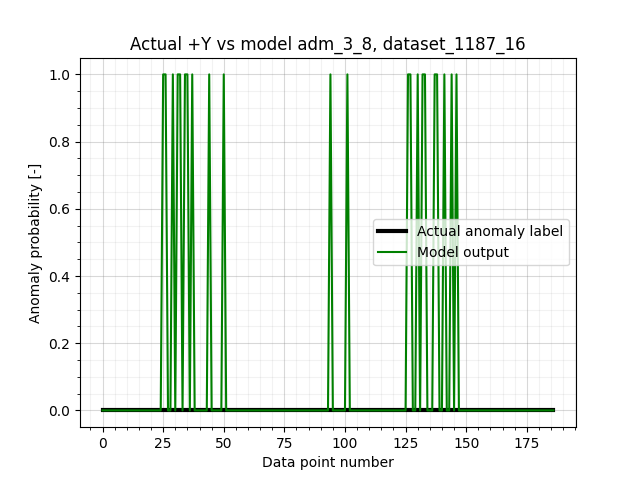 Actual +Y vs model adm_3_8, dataset_1187_16
1.0
0.8
0.6
0.4
0.2
0.0
Anomaly probability [-]
Actual anomaly label
Model output
0 25 50 75 100 125 150 175
Data point number